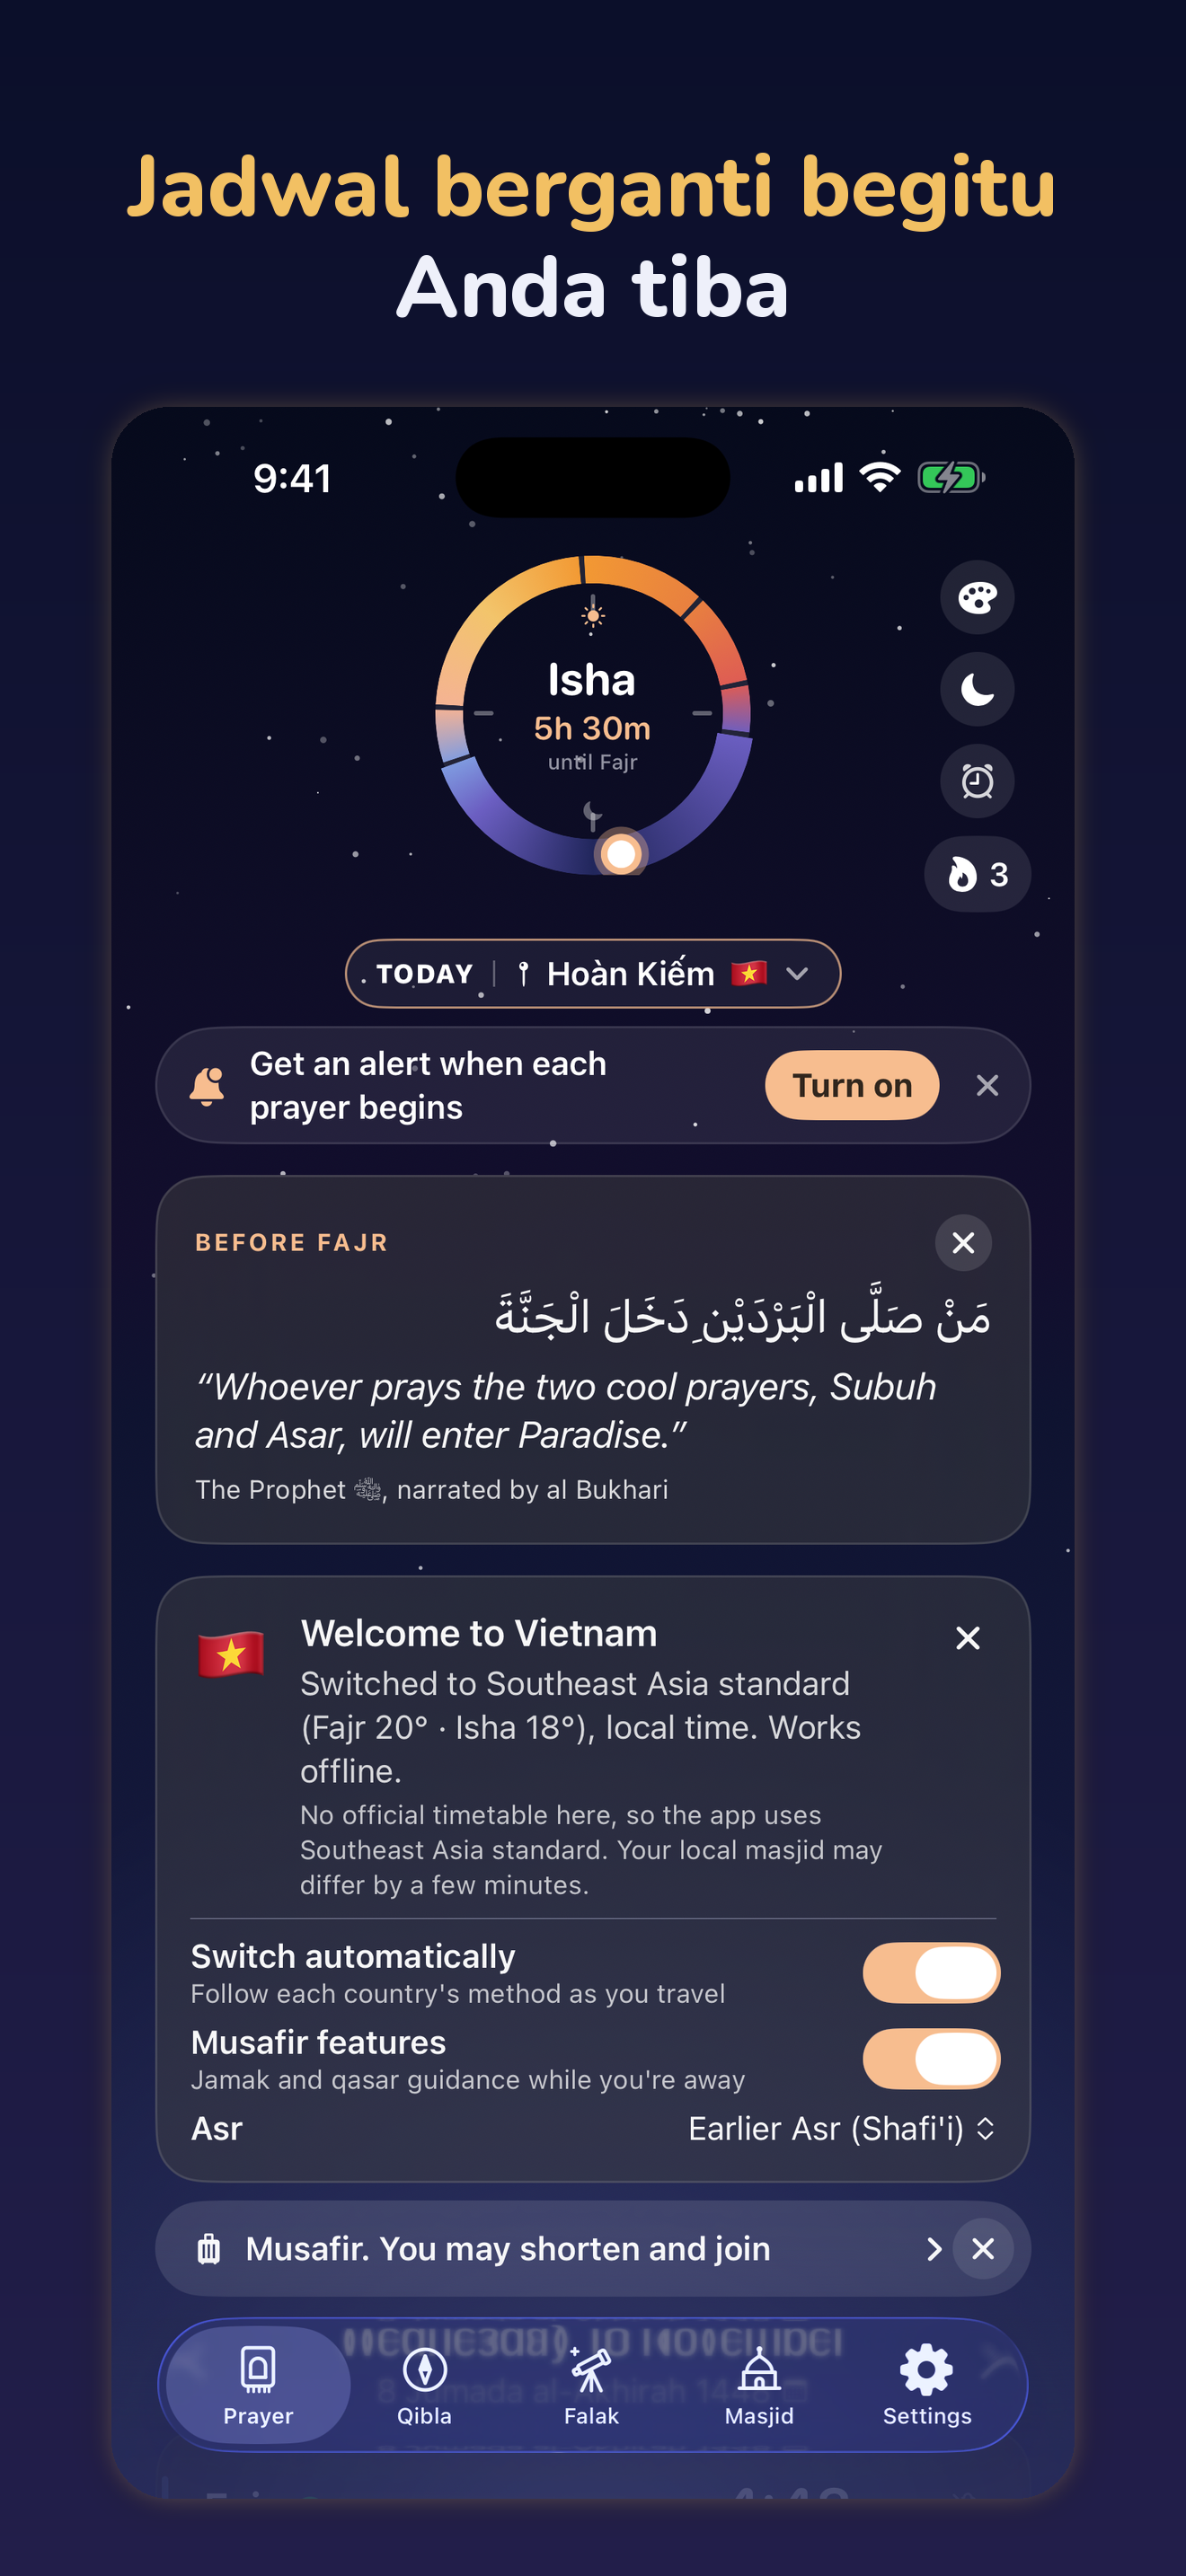 Jadwal berganti begitu
Anda tiba
9:41
Isha
5h 30m
until Fajr
3
TODAY | Hoàn Kiếm
Get an alert when each
prayer begins
Turn on
BEFORE FAJR
مَنْ صَلَّى الْبَرْدَيْنِ دَخَلَ الْجَنَّةَ
“Whoever prays the two cool prayers, Subuh
and Asar, will enter Paradise.”
The Prophet ﷺ, narrated by al Bukhari
Welcome to Vietnam
Switched to Southeast Asia standard
(Fajr 20° · Isha 18°), local time. Works
offline.
No official timetable here, so the app uses
Southeast Asia standard. Your local masjid may
differ by a few minutes.
Switch automatically
Follow each country's method as you travel
Musafir features
Jamak and qasar guidance while you're away
Asr
Earlier Asr (Shafi'i)
Musafir. You may shorten and join
8 Jumada al-Akhirah 1448
Prayer
Qibla
Falak
Masjid
Settings